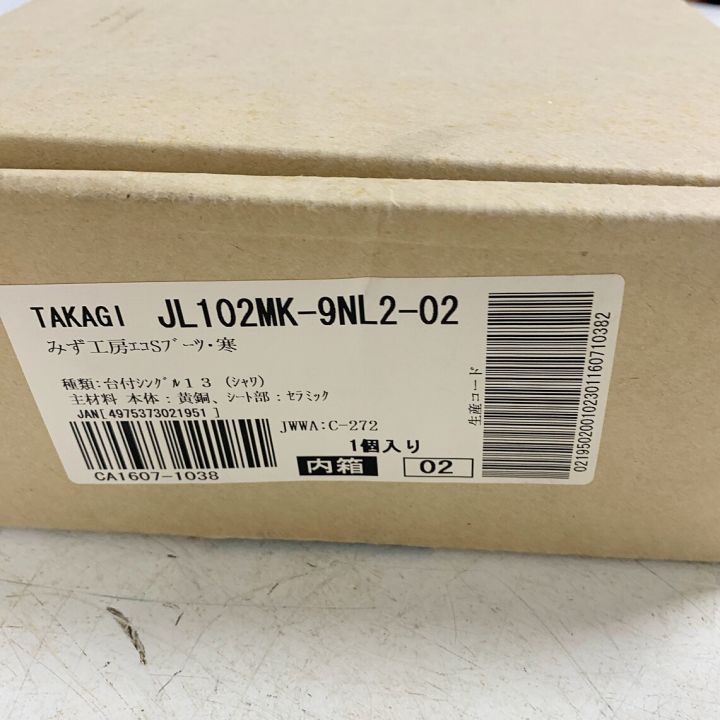 TAKAGI JL102MK-9NL2-02
みず工房ｴｺSﾌﾞｰﾂ・寒
種類:台付ｼﾝｸﾞﾙ１３ (ｼｬﾜ)
主材料 本体：黄銅、ｼｰﾄ部：ｾﾗﾐｯｸ
JAN[4975373021951 ]
JWWA:C-272
1個入り
CA1607-1038
内箱 02
生産コード
02195020010230116071０382